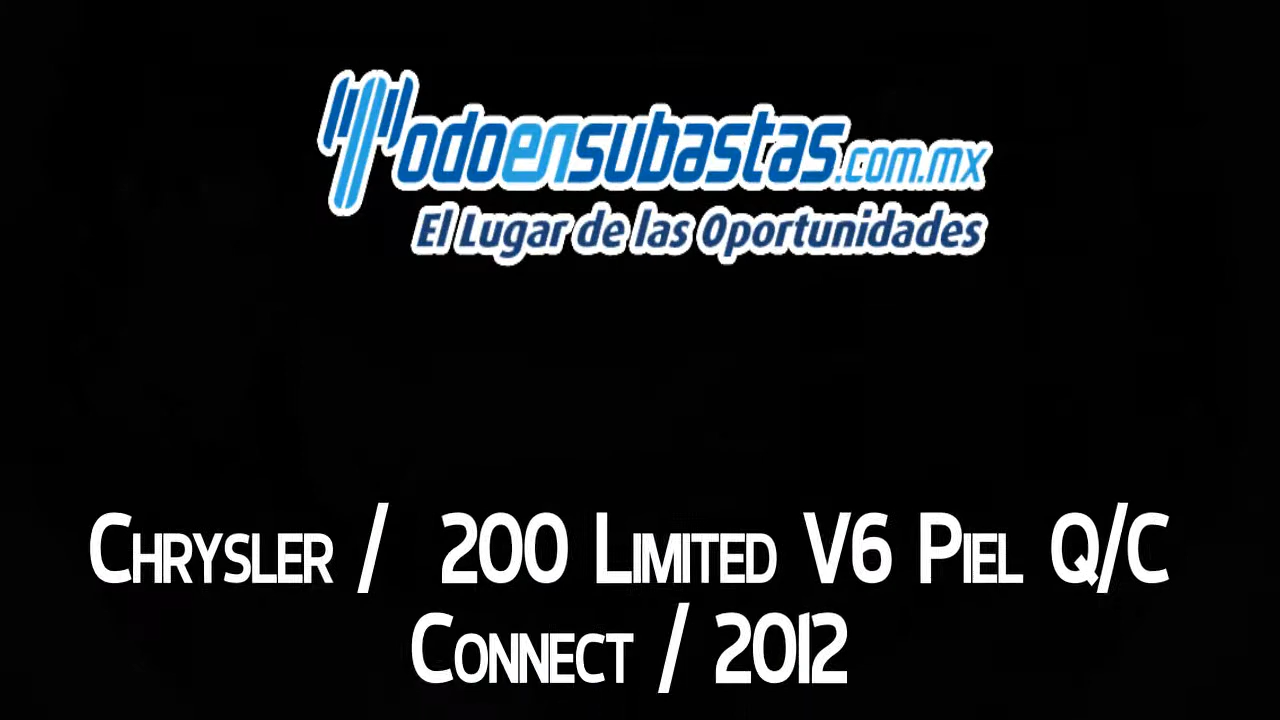 Todoensubastas.com.mx
El Lugar de las Oportunidades
Chrysler / 200 Limited V6 Piel Q/C
Connect / 2012